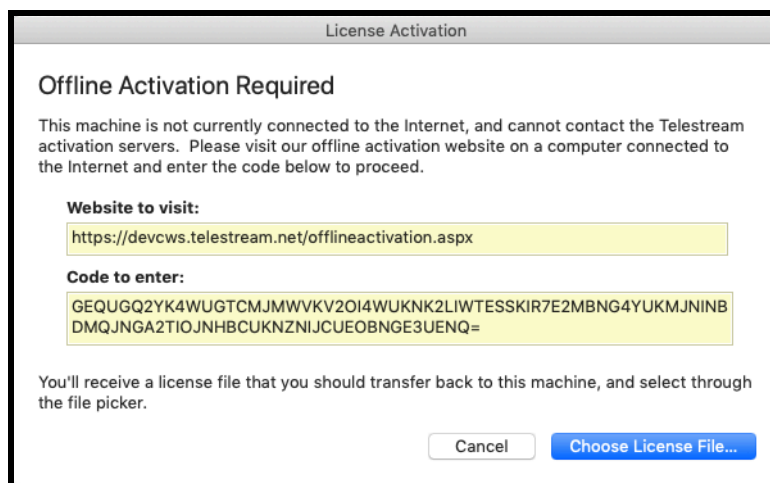 License Activation
Offline Activation Required
This machine is not currently connected to the Internet, and cannot contact the Telestream
activation servers.  Please visit our offline activation website on a computer connected to
the Internet and enter the code below to proceed.
Website to visit:
https://devcws.telestream.net/offlineactivation.aspx
Code to enter:
GEQUGQ2YK4WUGTCMJMWVKV2OI4WUKNK2LIWTESSKIR7E2MBNG4YUKMJNINB
DMQJNGA2TIOJNHBCUKNZNIJCUEOBNGE3UENQ=
You'll receive a license file that you should transfer back to this machine, and select through
the file picker.
Cancel
Choose License File...